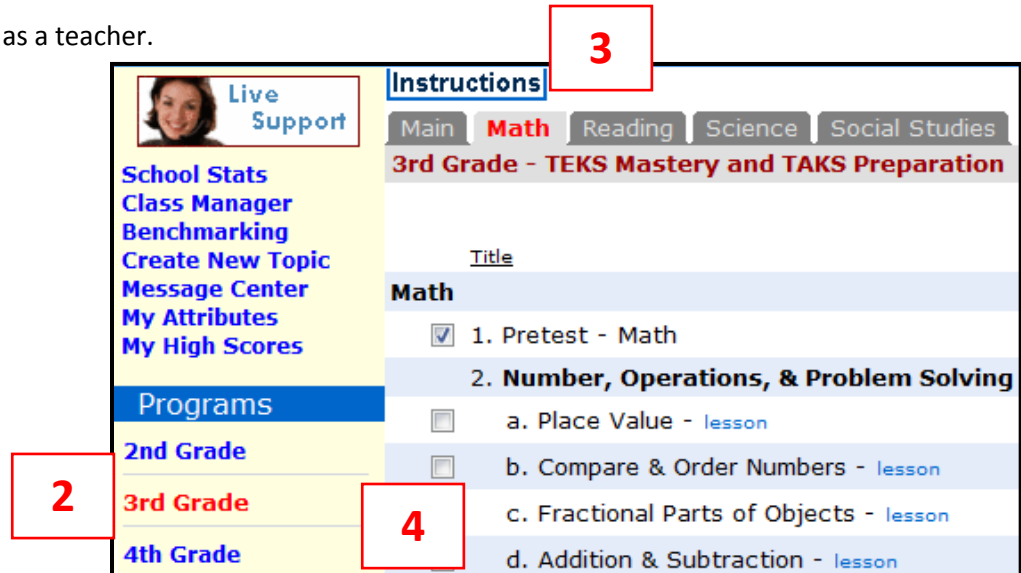 as a teacher.
3
Live
Support
School Stats
Class Manager
Benchmarking
Create New Topic
Message Center
My Attributes
My High Scores
Programs
2nd Grade
2
3rd Grade
4th Grade
Instructions
Main Math Reading Science Social Studies
3rd Grade - TEKS Mastery and TAKS Preparation
Title
Math
1. Pretest - Math
2. Number, Operations, & Problem Solving
a. Place Value - lesson
b. Compare & Order Numbers - lesson
4
c. Fractional Parts of Objects - lesson
d. Addition & Subtraction - lesson